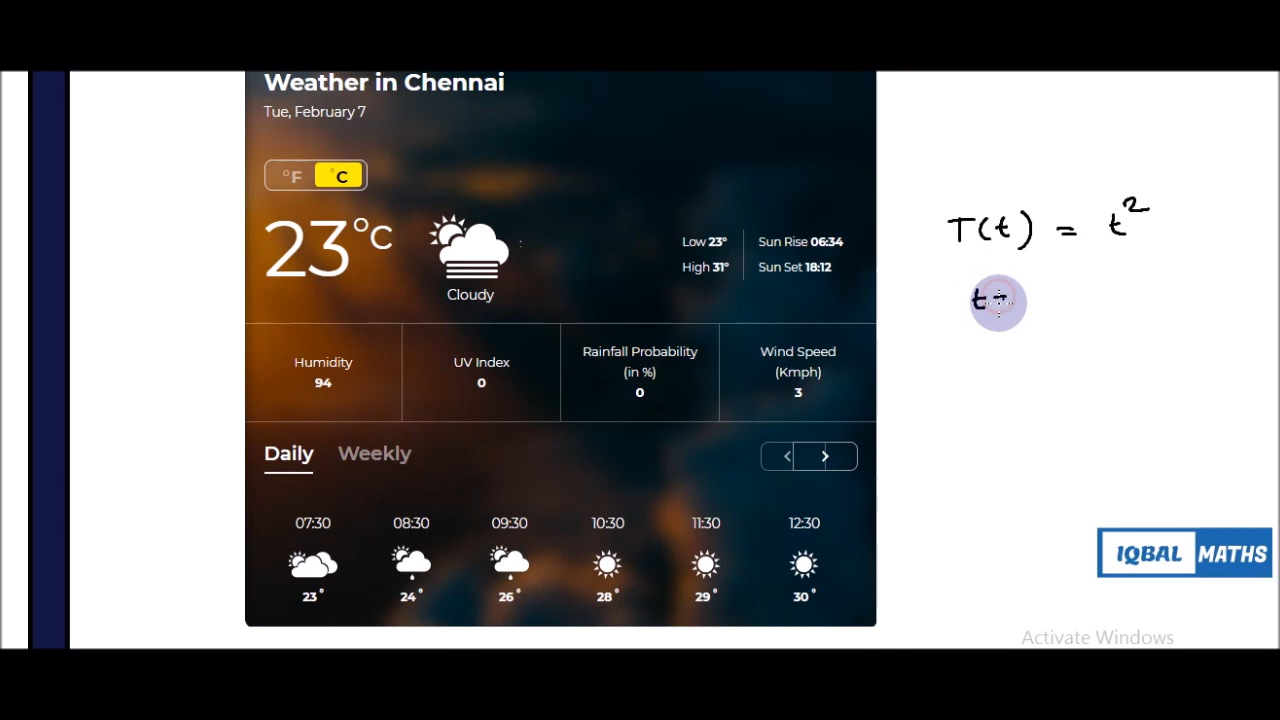 Weather in Chennai
Tue, February 7
°F °C
23°C
Cloudy
Low 23° Sun Rise 06:34
High 31° Sun Set 18:12
Humidity
94
UV Index
0
Rainfall Probability
(in %)
0
Wind Speed
(Kmph)
3
Daily Weekly
07:30 08:30 09:30 10:30 11:30 12:30
23° 24° 26° 28° 29° 30°
T(t) = t²
t=
IQBAL MATHS
Activate Windows